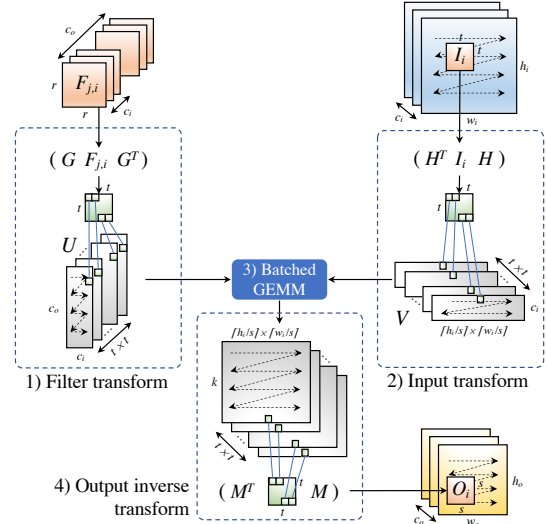 c_o
F_{j,i}
r
r
c_i
I_i
t
t
h_i
c_i
w_i
( G F_{j,i} G^T )
( H^T I_i H )
t
t
t
t
U
c_o
c_i
t × t
1) Filter transform
3) Batched
GEMM
t × t
V
c_i
⌈h_i/s⌉×⌈w_i/s⌉
2) Input transform
⌈h_i/s⌉×⌈w_i/s⌉
k
t × t
4) Output inverse
transform
( M^T M )
t
t
O_i
s
s
h_o
c_o